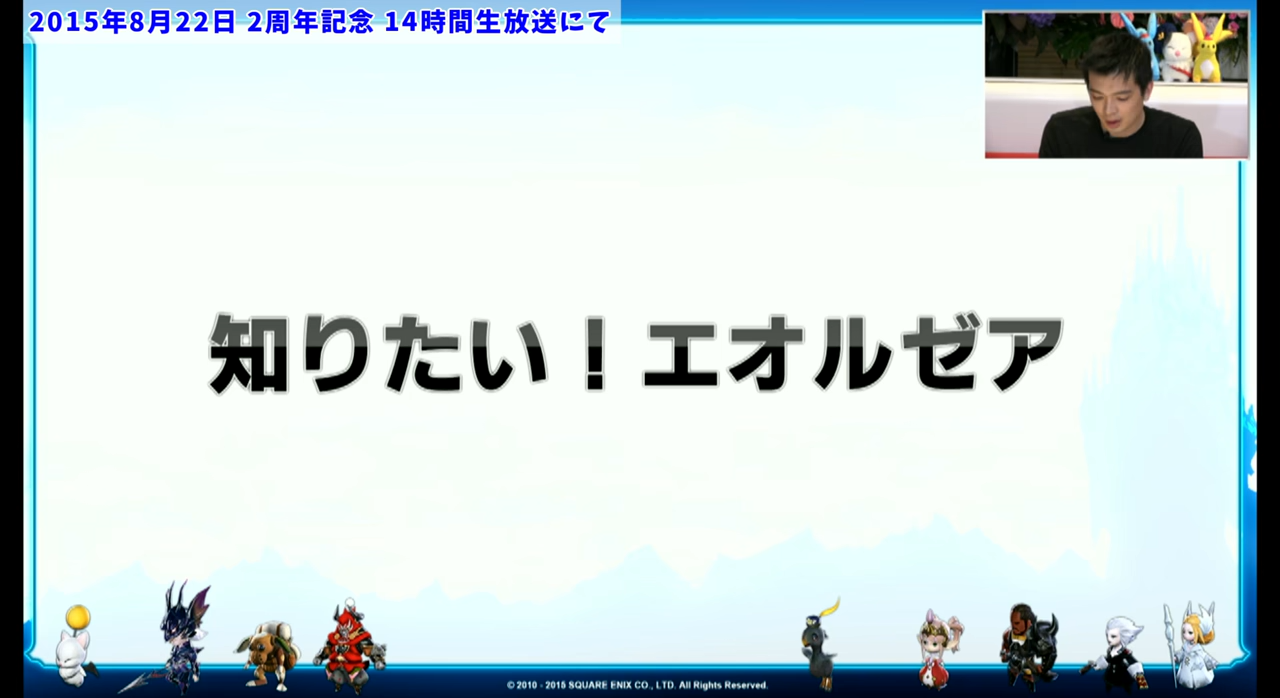 2015年8月22日 2周年記念 14時間生放送にて
知りたい！エオルゼア
© 2010 - 2015 SQUARE ENIX CO., LTD. All Rights Reserved.